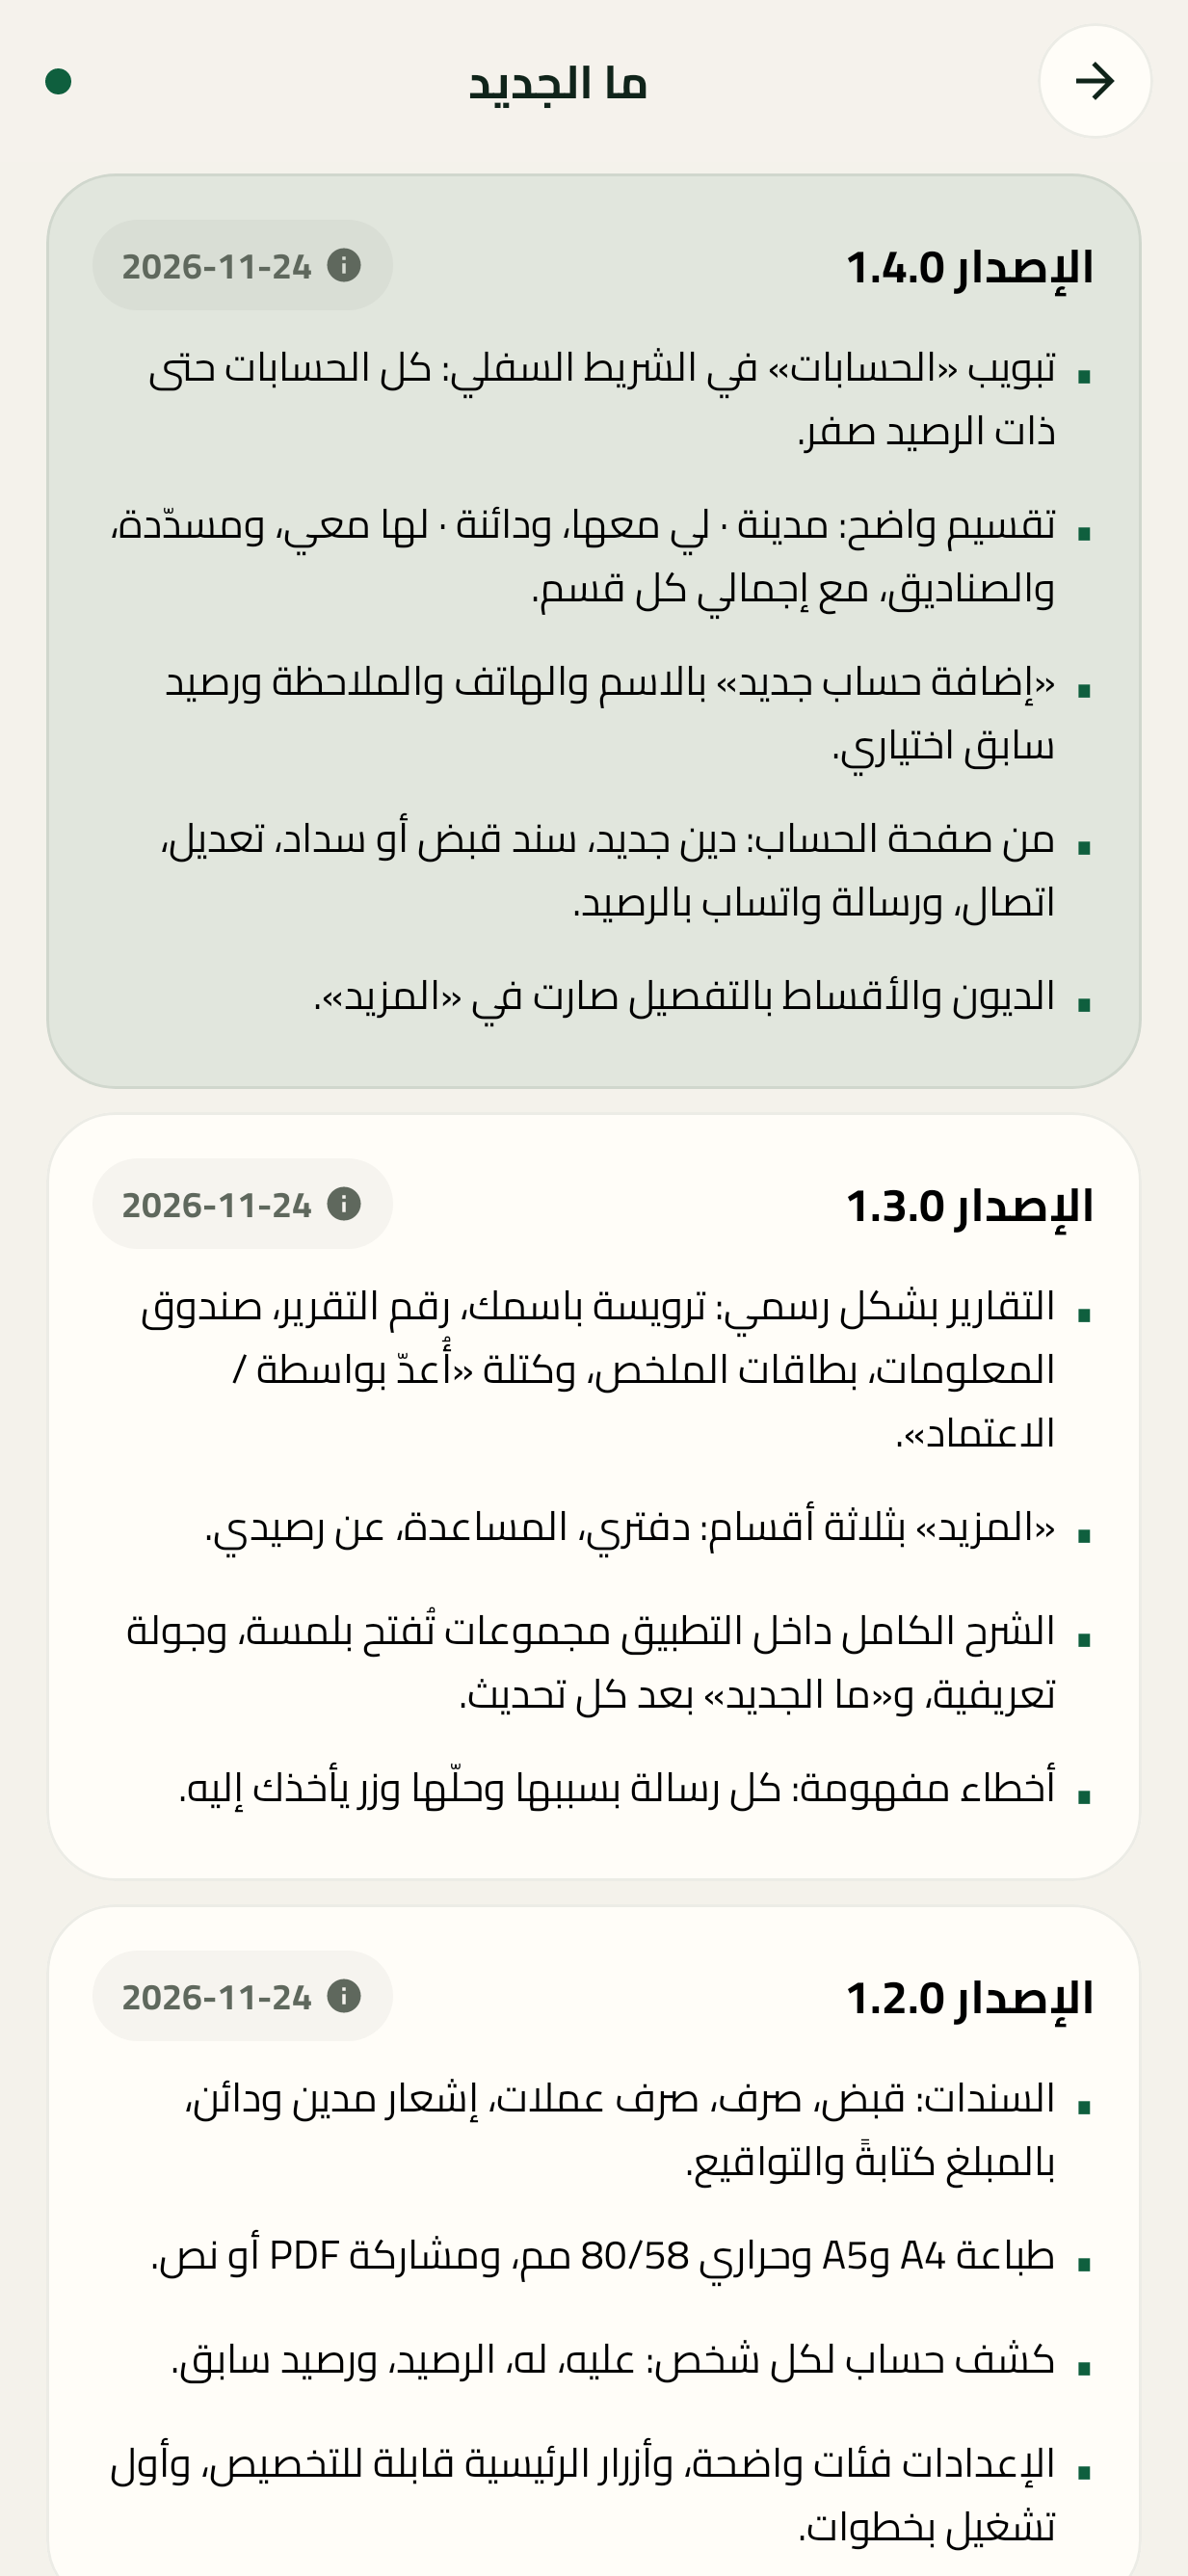 ما الجديد
الإصدار 1.4.0
2026-11-24
تبويب «الحسابات» في الشريط السفلي: كل الحسابات حتى
ذات الرصيد صفر.
تقسيم واضح: مدينة · لي معها، ودائنة · لها معي، ومسدّدة،
والصناديق، مع إجمالي كل قسم.
«إضافة حساب جديد» بالاسم والهاتف والملاحظة ورصيد
سابق اختياري.
من صفحة الحساب: دين جديد، سند قبض أو سداد، تعديل،
اتصال، ورسالة واتساب بالرصيد.
الديون والأقساط بالتفصيل صارت في «المزيد».
الإصدار 1.3.0
2026-11-24
التقارير بشكل رسمي: ترويسة باسمك، رقم التقرير، صندوق
المعلومات، بطاقات الملخص، وكتلة «أُعدّ بواسطة /
الاعتماد».
«المزيد» بثلاثة أقسام: دفتري، المساعدة، عن رصيدي.
الشرح الكامل داخل التطبيق مجموعات تُفتح بلمسة، وجولة
تعريفية، و«ما الجديد» بعد كل تحديث.
أخطاء مفهومة: كل رسالة بسببها وحلّها وزر يأخذك إليه.
الإصدار 1.2.0
2026-11-24
السندات: قبض، صرف، صرف عملات، إشعار مدين ودائن،
بالمبلغ كتابةً والتواقيع.
طباعة A4 وA5 وحراري 80/58 مم، ومشاركة PDF أو نص.
كشف حساب لكل شخص: عليه، له، الرصيد، ورصيد سابق.
الإعدادات فئات واضحة، وأزرار الرئيسية قابلة للتخصيص، وأول
تشغيل بخطوات.